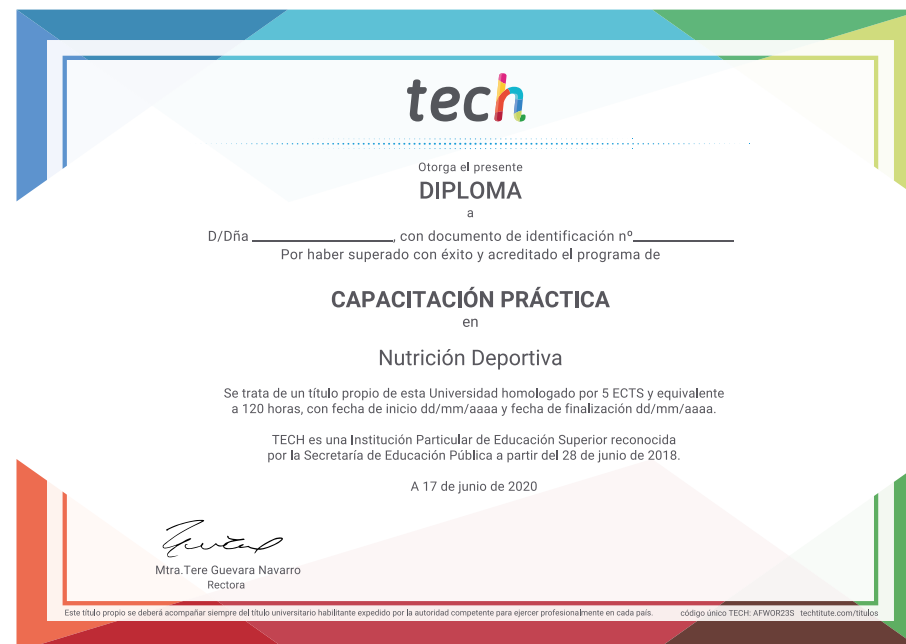 tech
Otorga el presente
DIPLOMA
a
D/Dña ____________, con documento de identificación nº____________
Por haber superado con éxito y acreditado el programa de
CAPACITACIÓN PRÁCTICA
en
Nutrición Deportiva
Se trata de un título propio de esta Universidad homologado por 5 ECTS y equivalente
a 120 horas, con fecha de inicio dd/mm/aaaa y fecha de finalización dd/mm/aaaa.
TECH es una Institución Particular de Educación Superior reconocida
por la Secretaría de Educación Pública a partir del 28 de junio de 2018.
A 17 de junio de 2020
Mtra.Tere Guevara Navarro
Rectora
Este título propio se deberá acompañar siempre del título universitario habilitante expedido por la autoridad competente para ejercer profesionalmente en cada país. código único TECH: AFWOR23S techtitute.com/titulos